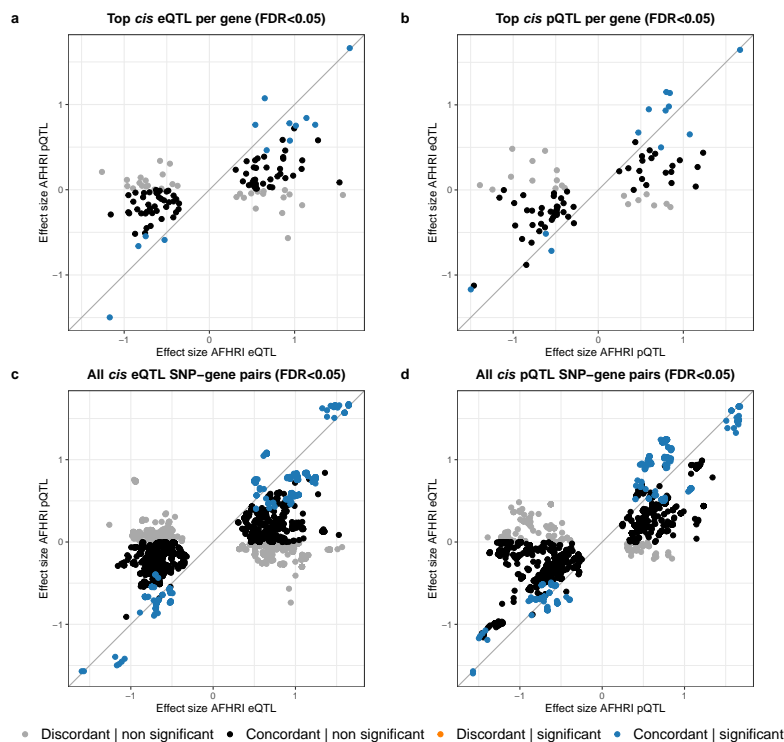 a
Top cis eQTL per gene (FDR<0.05)
Effect size AFHRI pQTL
1
0
−1
−1
0
1
Effect size AFHRI eQTL
b
Top cis pQTL per gene (FDR<0.05)
Effect size AFHRI eQTL
1
0
−1
−1
0
1
Effect size AFHRI pQTL
c
All cis eQTL SNP−gene pairs (FDR<0.05)
Effect size AFHRI pQTL
1
0
−1
−1
0
1
Effect size AFHRI eQTL
d
All cis pQTL SNP−gene pairs (FDR<0.05)
Effect size AFHRI eQTL
1
0
−1
−1
0
1
Effect size AFHRI pQTL
Discordant | non significant
Concordant | non significant
Discordant | significant
Concordant | significant